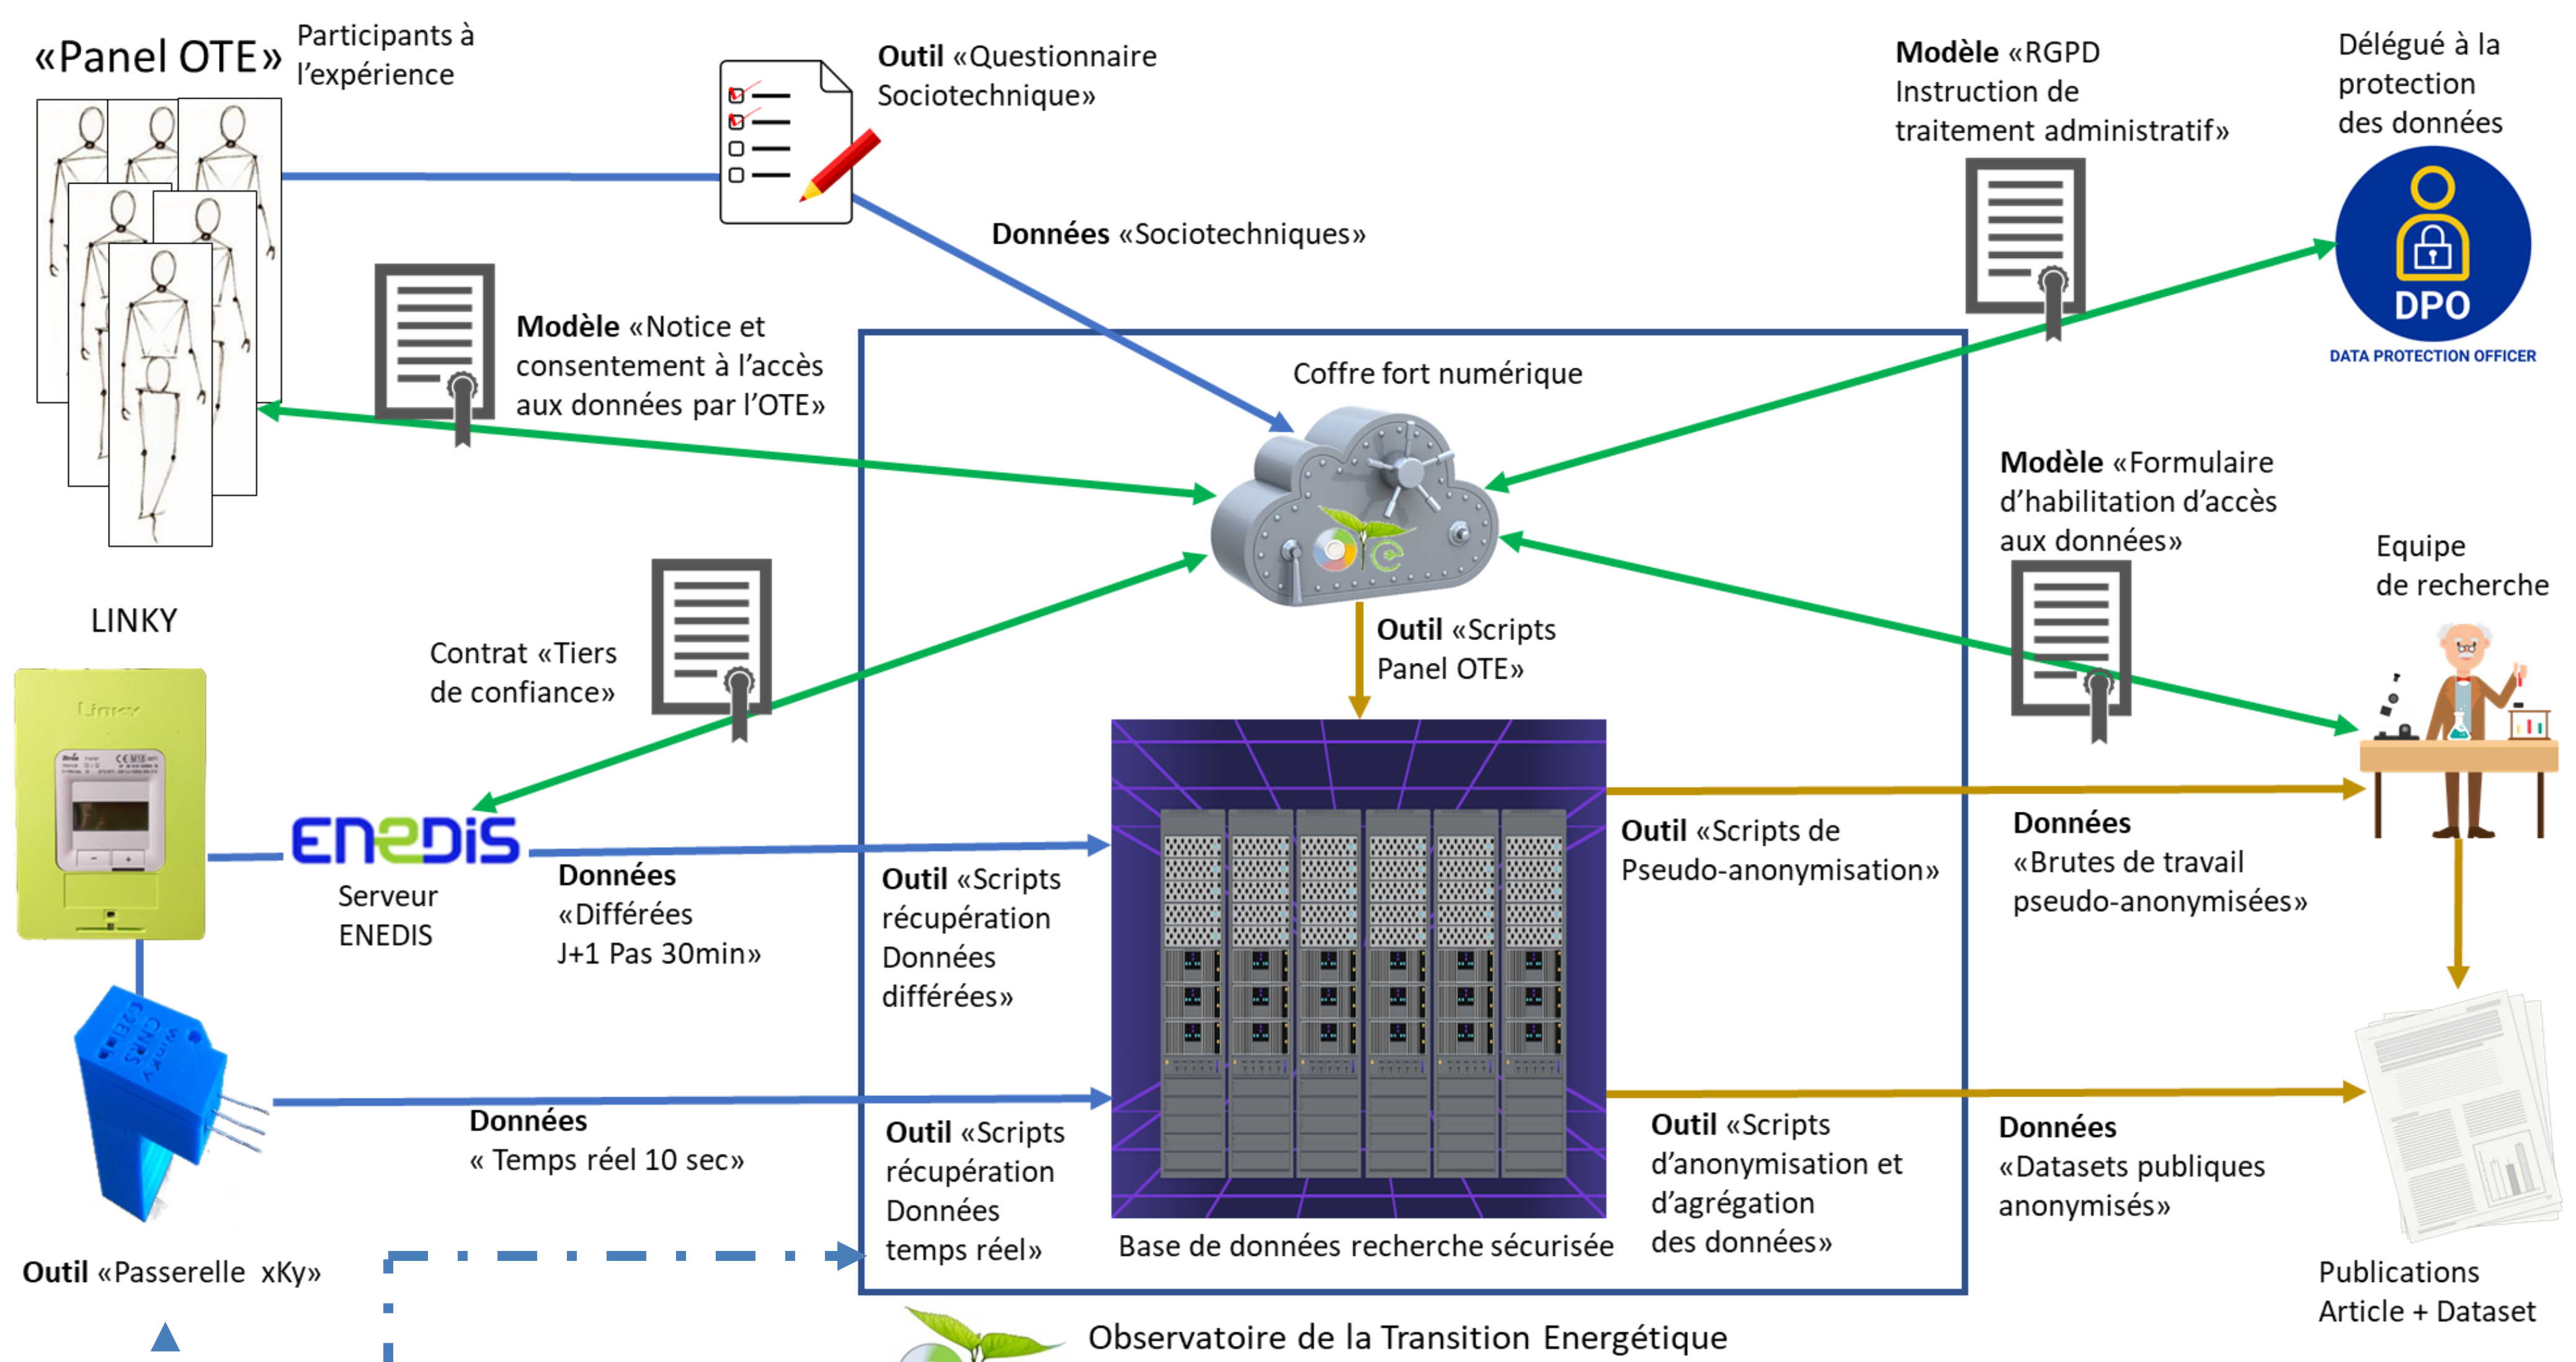 «Panel OTE»
Participants à
l’expérience
Outil «Questionnaire
Sociotechnique»
Modèle «RGPD
Instruction de
traitement administratif»
Délégué à la
protection
des données
DPO
DATA PROTECTION OFFICER
Données «Sociotechniques»
Modèle «Notice et
consentement à l’accès
aux données par l’OTE»
Coffre fort numérique
Modèle «Formulaire
d’habilitation d’accès
aux données»
Equipe
de recherche
LINKY
Linky
Contrat «Tiers
de confiance»
Outil «Scripts
Panel OTE»
ENEDIS
Serveur
ENEDIS
Données
«Différées
J+1 Pas 30min»
Outil «Scripts
récupération
Données
différées»
Outil «Scripts de
Pseudo-anonymisation»
Données
«Brutes de travail
pseudo-anonymisées»
winKy
CNRS
Données
« Temps réel 10 sec»
Outil «Scripts
récupération
Données
temps réel»
Outil «Scripts
d’anonymisation et
d’agrégation
des données»
Données
«Datasets publiques
anonymisés»
Base de données recherche sécurisée
Outil «Passerelle xKy»
Publications
Article + Dataset
Observatoire de la Transition Energétique